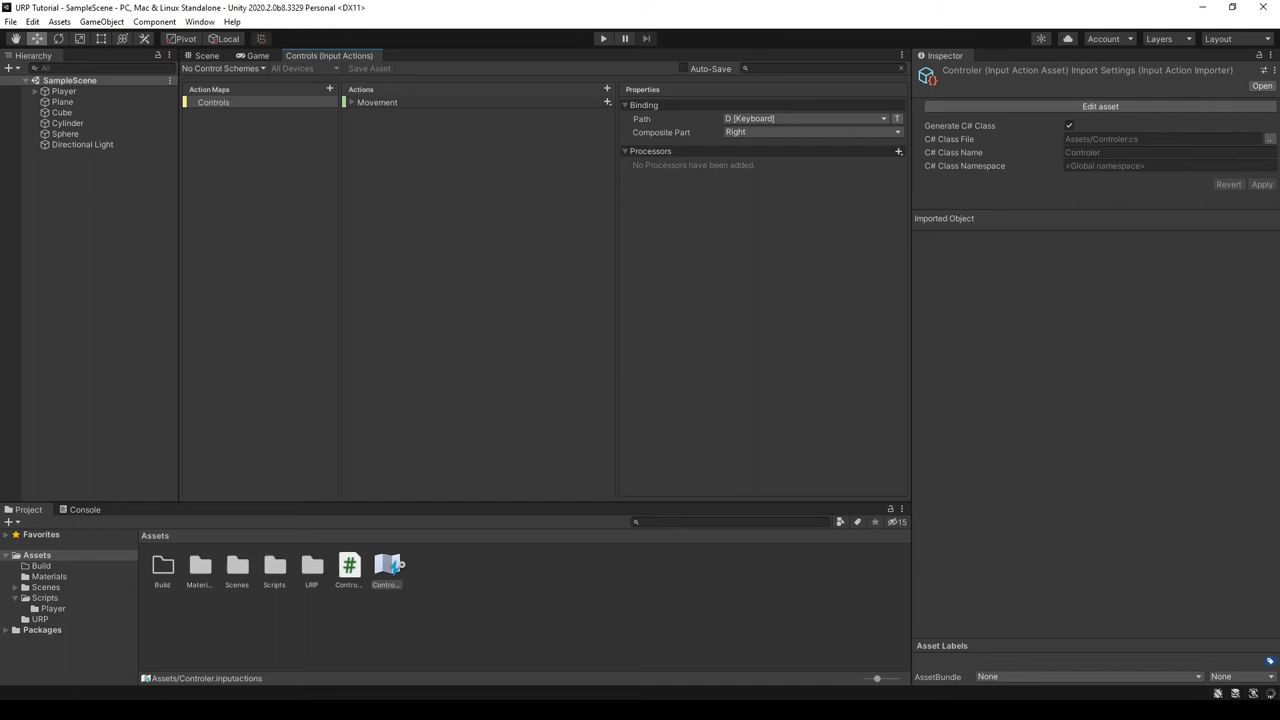 URP Tutorial - SampleScene - PC, Mac & Linux Standalone - Unity 2020.2.0b8.3329 Personal <DX11>
File Edit Assets GameObject Component Window Help
Pivot Local Account Layers Layout
Hierarchy Scene Game Controls (Input Actions) Inspector
All No Control Schemes All Devices Save Asset Auto-Save
Controler (Input Action Asset) Import Settings (Input Action Importer)
Open
SampleScene
Player
Plane
Cube
Cylinder
Sphere
Directional Light
Action Maps
Controls
Actions
Movement
Properties
Binding
Path D [Keyboard] T
Composite Part Right
Processors
No Processors have been added.
Edit asset
Generate C# Class
C# Class File Assets/Controler.cs ..
C# Class Name Controler
C# Class Namespace <Global namespace>
Revert Apply
Imported Object
Project Console
15
Favorites
Assets
Build
Materials
Scenes
Scripts
Player
URP
Packages
Assets
Build Materi... Scenes Scripts URP Contro... Contro...
Assets/Controler.inputactions
Asset Labels
AssetBundle None None